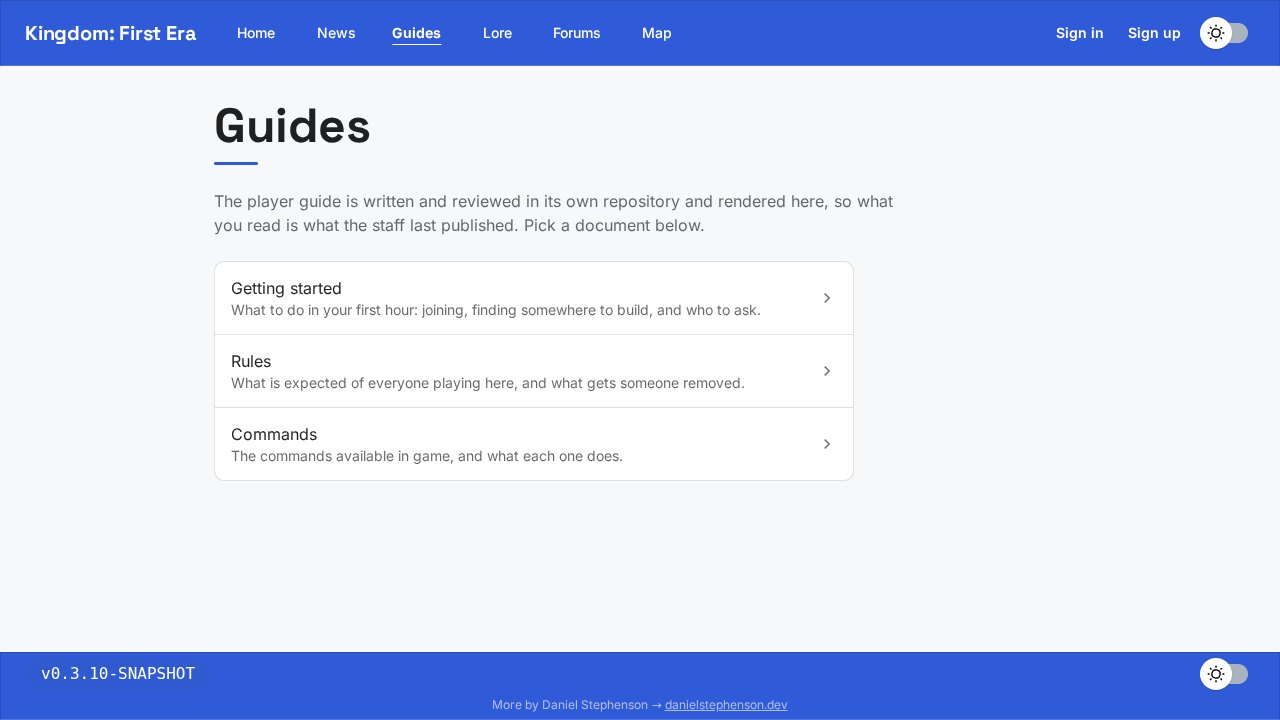 Kingdom: First Era Home News Guides Lore Forums Map Sign in Sign up
Guides
The player guide is written and reviewed in its own repository and rendered here, so what
you read is what the staff last published. Pick a document below.
Getting started
What to do in your first hour: joining, finding somewhere to build, and who to ask.
Rules
What is expected of everyone playing here, and what gets someone removed.
Commands
The commands available in game, and what each one does.
v0.3.10-SNAPSHOT
More by Daniel Stephenson → danielstephenson.dev